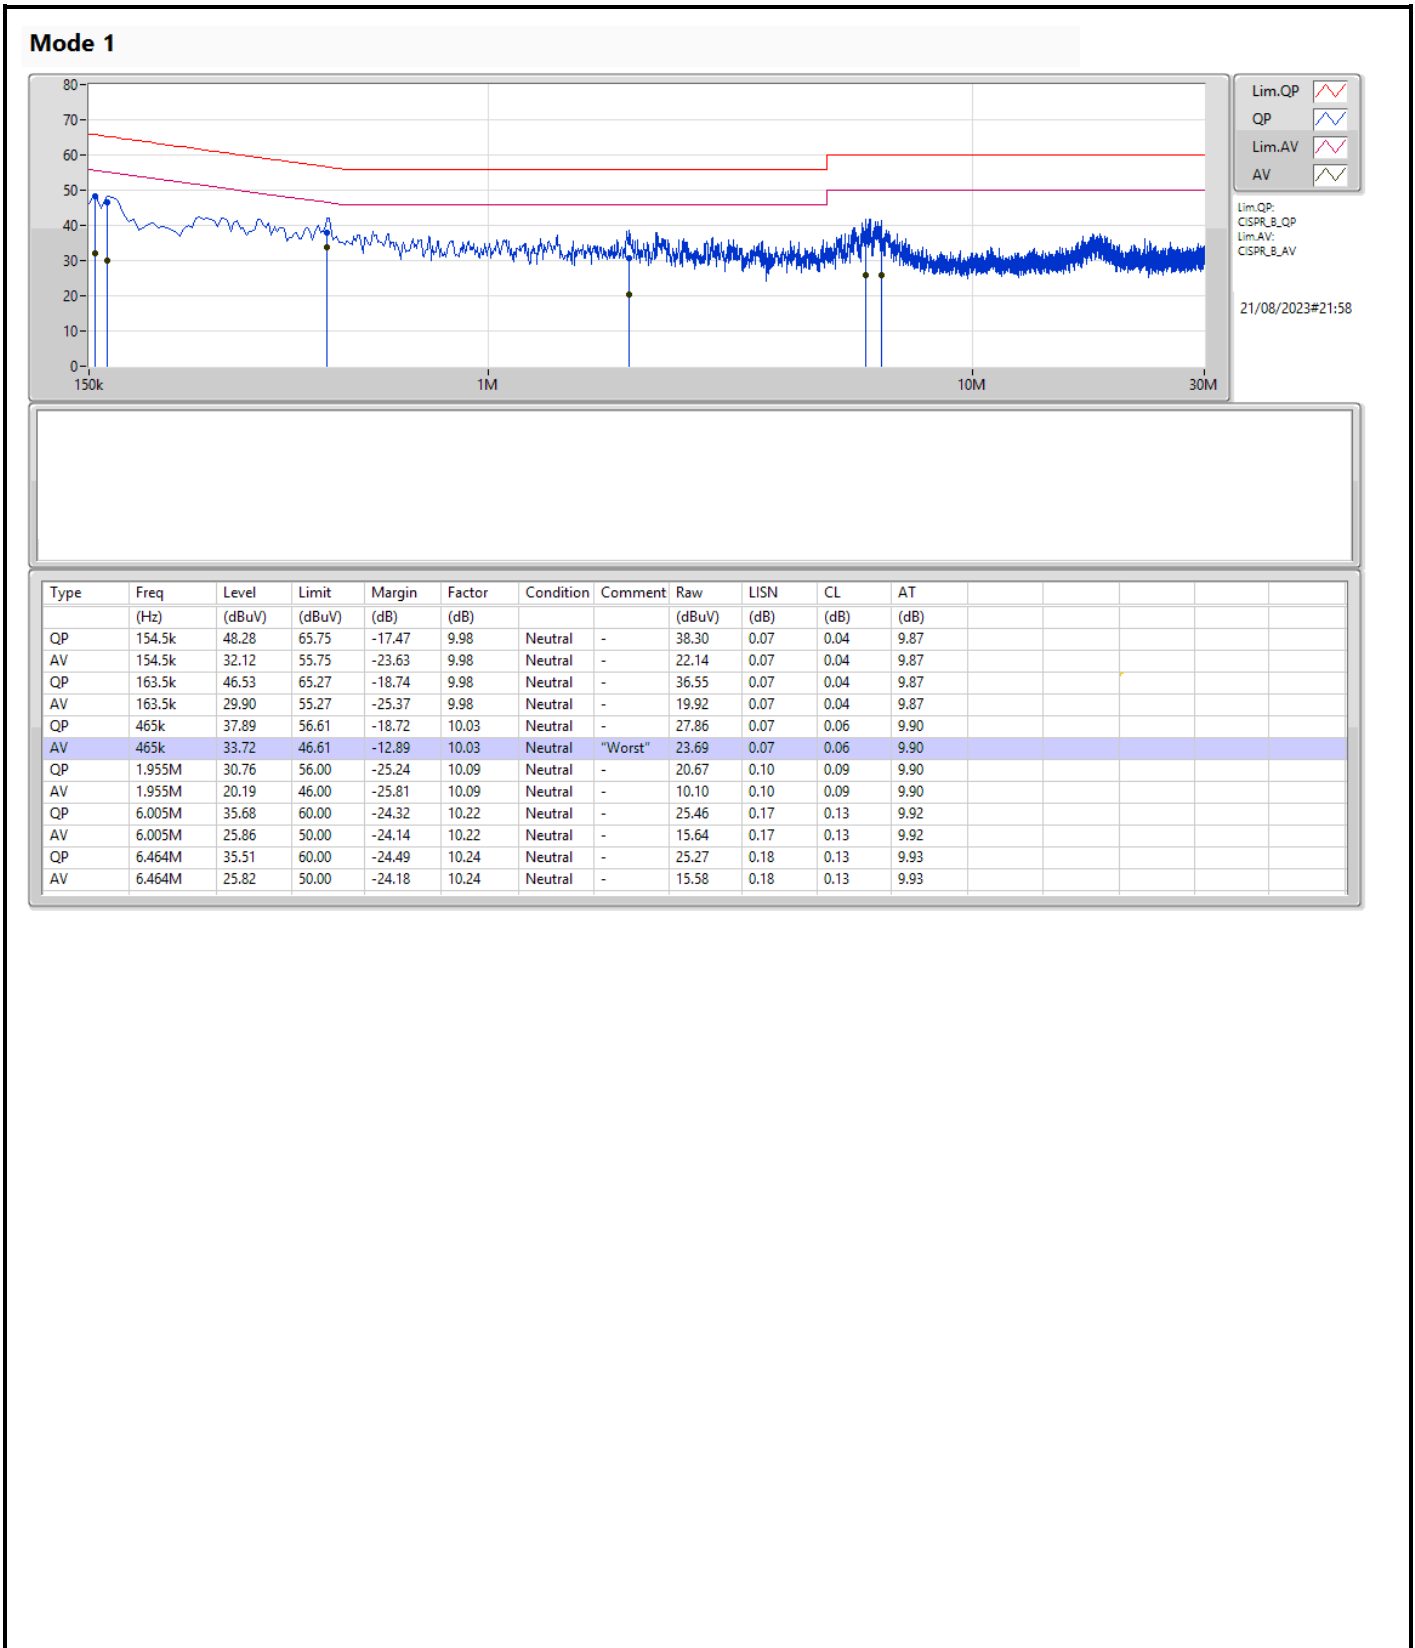 Mode 1
80
70
60
50
40
30
20
10
0
150k 1M 10M 30M
Lim.QP
QP
Lim.AV
AV
Lim.QP:
CISPR_B_QP
Lim.AV:
CISPR_B_AV
21/08/2023#21:58
Type Freq Level Limit Margin Factor Condition Comment Raw LISN CL AT
(Hz) (dBuV) (dBuV) (dB) (dB) (dBuV) (dB) (dB) (dB)
QP 154.5k 48.28 65.75 -17.47 9.98 Neutral - 38.30 0.07 0.04 9.87
AV 154.5k 32.12 55.75 -23.63 9.98 Neutral - 22.14 0.07 0.04 9.87
QP 163.5k 46.53 65.27 -18.74 9.98 Neutral - 36.55 0.07 0.04 9.87
AV 163.5k 29.90 55.27 -25.37 9.98 Neutral - 19.92 0.07 0.04 9.87
QP 465k 37.89 56.61 -18.72 10.03 Neutral - 27.86 0.07 0.06 9.90
AV 465k 33.72 46.61 -12.89 10.03 Neutral "Worst" 23.69 0.07 0.06 9.90
QP 1.955M 30.76 56.00 -25.24 10.09 Neutral - 20.67 0.10 0.09 9.90
AV 1.955M 20.19 46.00 -25.81 10.09 Neutral - 10.10 0.10 0.09 9.90
QP 6.005M 35.68 60.00 -24.32 10.22 Neutral - 25.46 0.17 0.13 9.92
AV 6.005M 25.86 50.00 -24.14 10.22 Neutral - 15.64 0.17 0.13 9.92
QP 6.464M 35.51 60.00 -24.49 10.24 Neutral - 25.27 0.18 0.13 9.93
AV 6.464M 25.82 50.00 -24.18 10.24 Neutral - 15.58 0.18 0.13 9.93